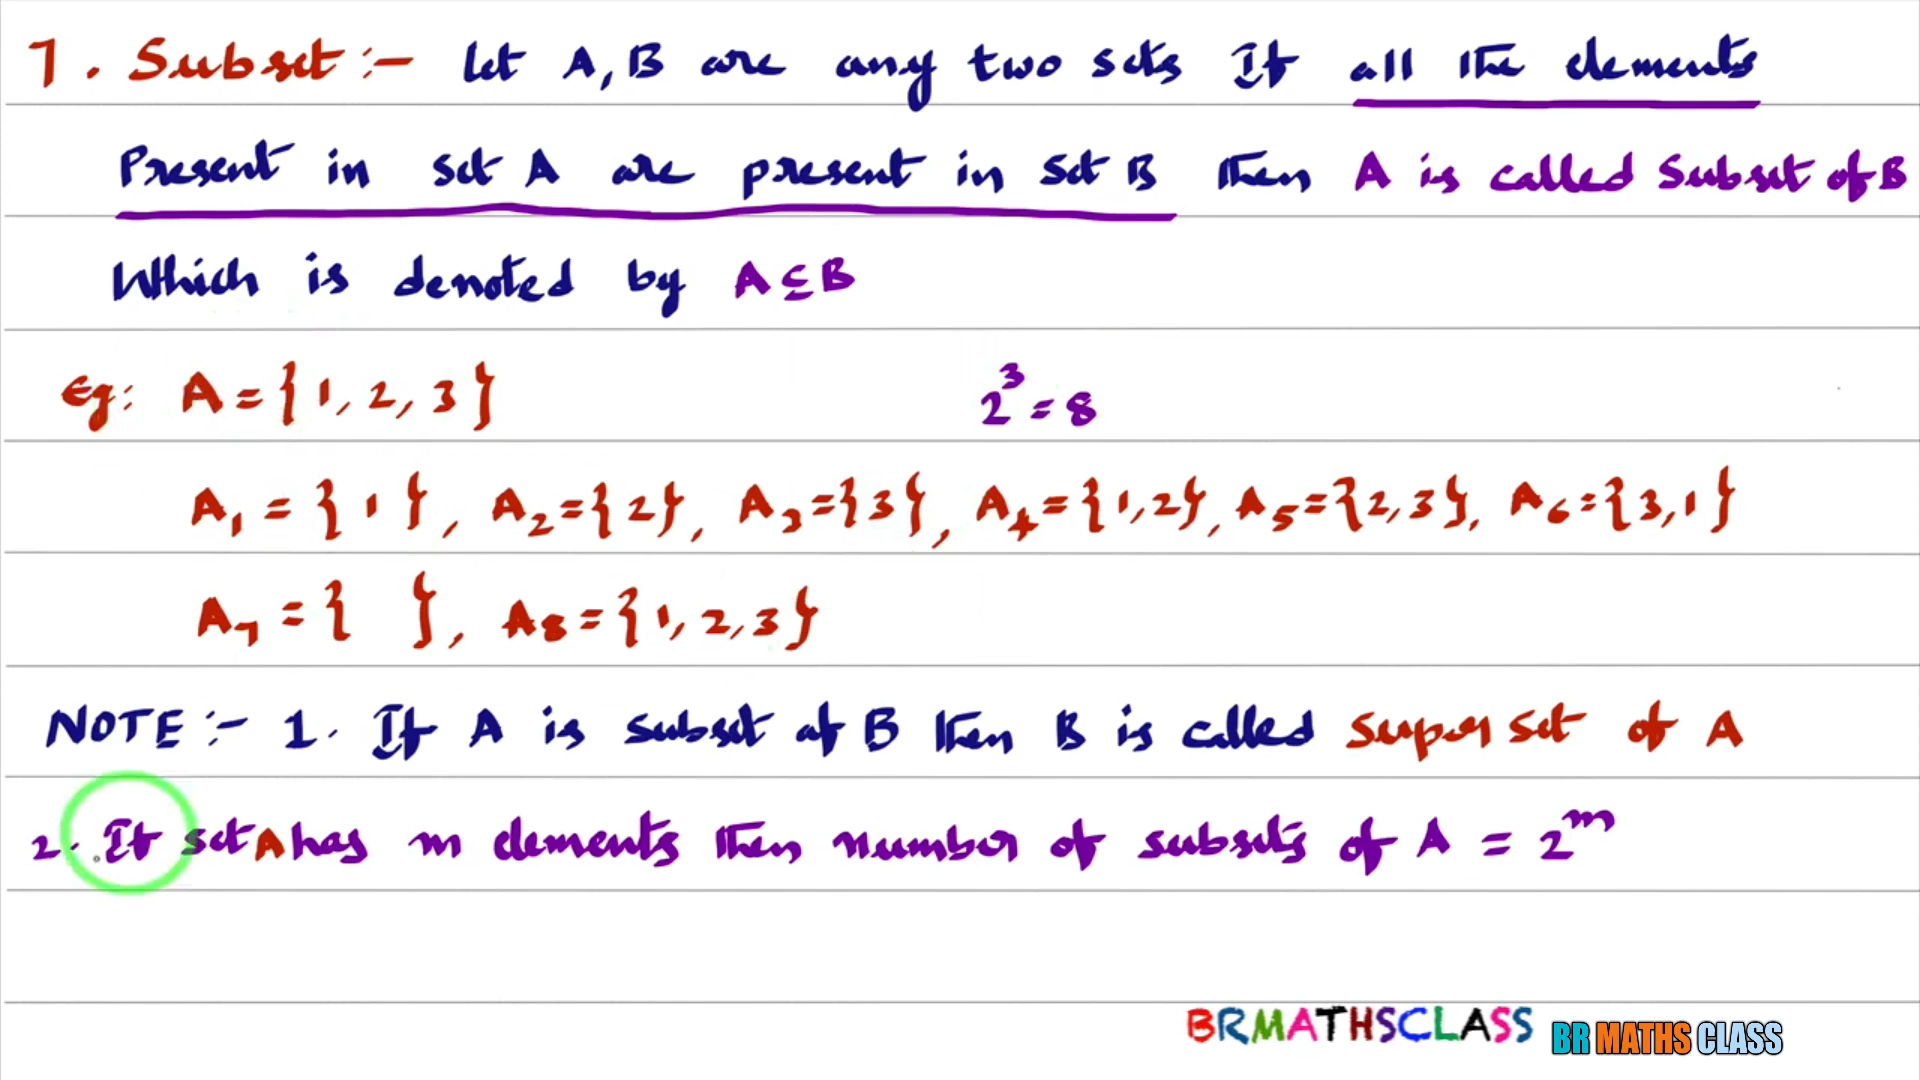 7. Subset :- Let A, B are any two sets If all the elements
Present in set A are present in set B then A is called Subset of B
Which is denoted by A ⊆ B
Eg: A = { 1, 2, 3 }
2³ = 8
A₁ = { 1 }, A₂ = {2}, A₃ = {3}, A₄ = {1,2}, A₅ = {2,3}, A₆ = {3,1}
A₇ = { }, A₈ = {1, 2, 3}
NOTE :- 1. If A is subset of B then B is called Super set of A
2. If set A has m elements then number of subsets of A = 2ᵐ
BRMATHSCLASS
BR MATHS CLASS